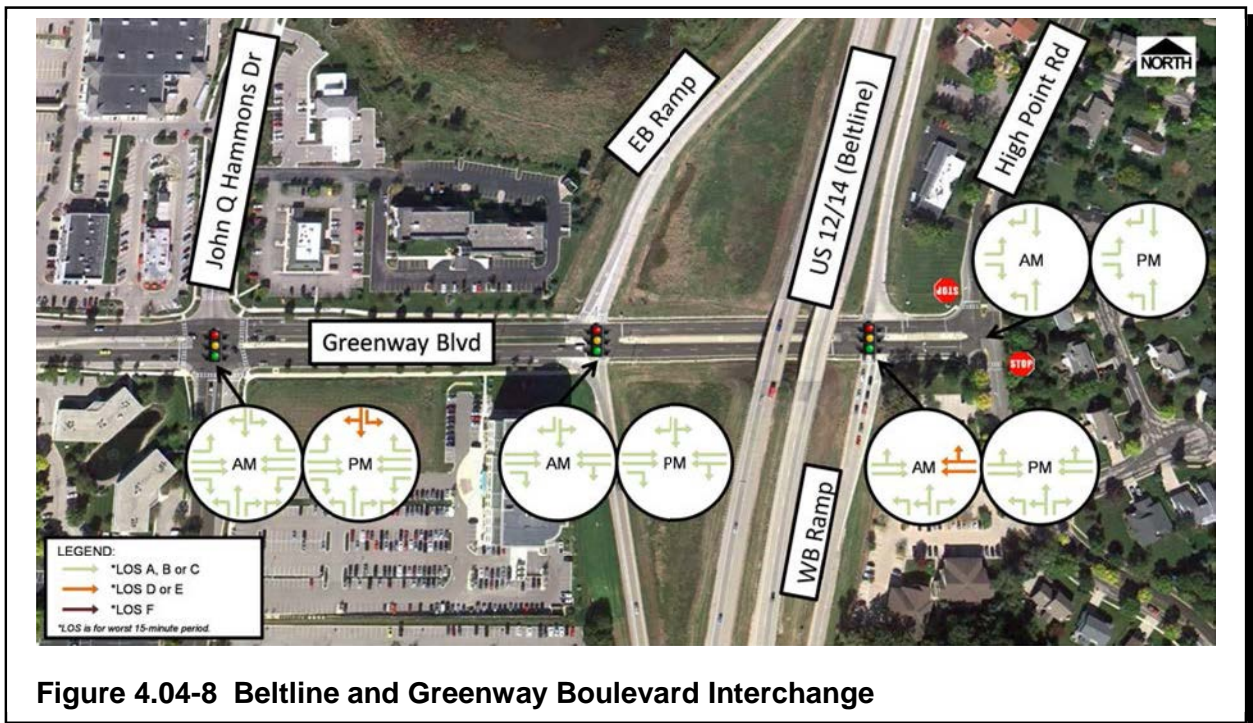 John Q Hammons Dr
EB Ramp
US 12/14 (Beltline)
High Point Rd
NORTH
AM
PM
STOP
Greenway Blvd
STOP
AM
PM
AM
PM
AM
PM
WB Ramp
LEGEND:
*LOS A, B or C
*LOS D or E
*LOS F
*LOS is for worst 15-minute period.
Figure 4.04-8 Beltline and Greenway Boulevard Interchange